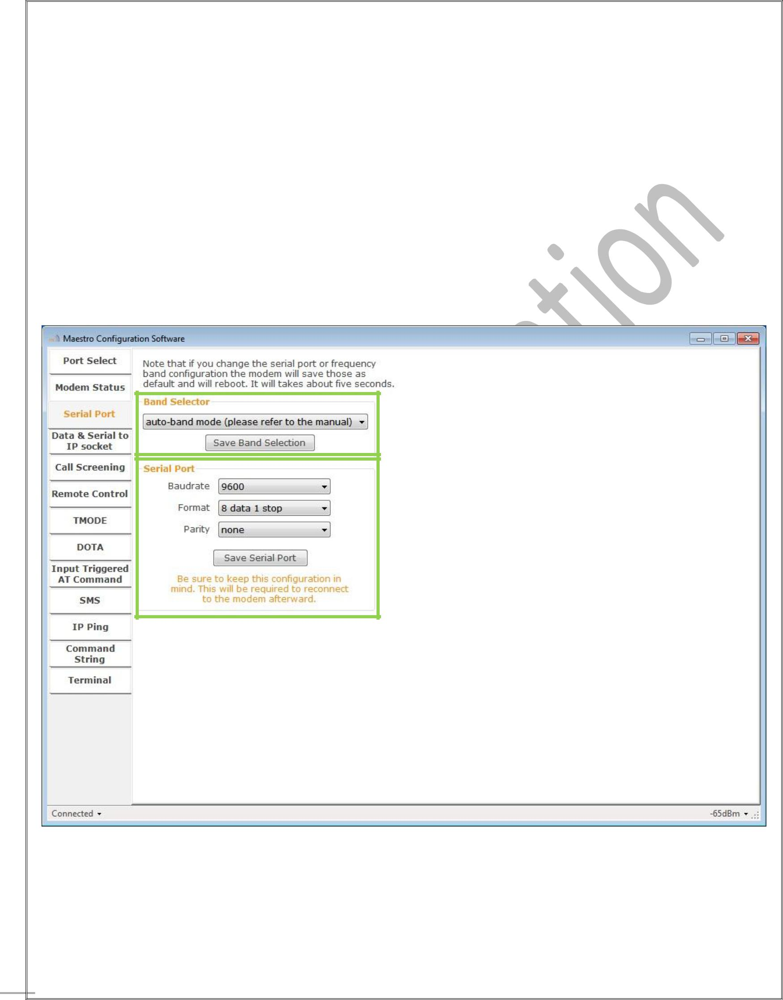 tion
Maestro Configuration Software
Port Select
Modem Status
Serial Port
Data & Serial to
IP socket
Call Screening
Remote Control
TMODE
DOTA
Input Triggered
AT Command
SMS
IP Ping
Command
String
Terminal
Note that if you change the serial port or frequency
band configuration the modem will save those as
default and will reboot. It will takes about five seconds.
Band Selector
auto-band mode (please refer to the manual)
Save Band Selection
Serial Port
Baudrate 9600
Format 8 data 1 stop
Parity none
Save Serial Port
Be sure to keep this configuration in
mind. This will be required to reconnect
to the modem afterward.
Connected -65dBm